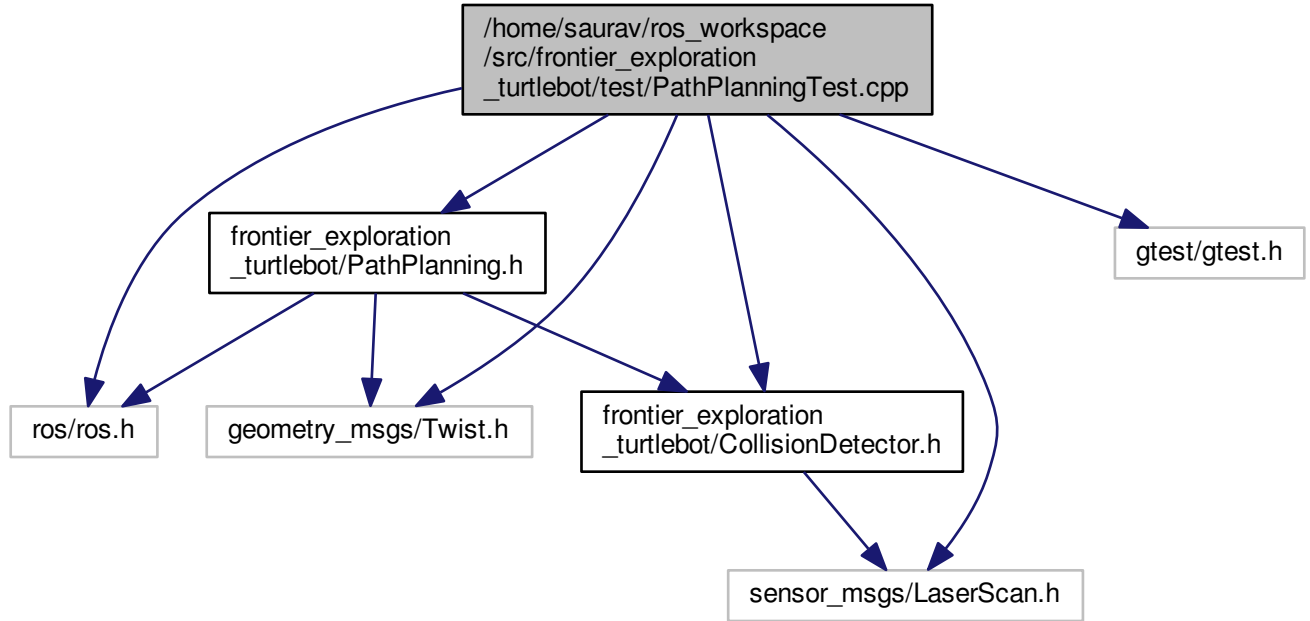 /home/saurav/ros_workspace
/src/frontier_exploration
_turtlebot/test/PathPlanningTest.cpp
frontier_exploration
_turtlebot/PathPlanning.h
gtest/gtest.h
ros/ros.h
geometry_msgs/Twist.h
frontier_exploration
_turtlebot/CollisionDetector.h
sensor_msgs/LaserScan.h